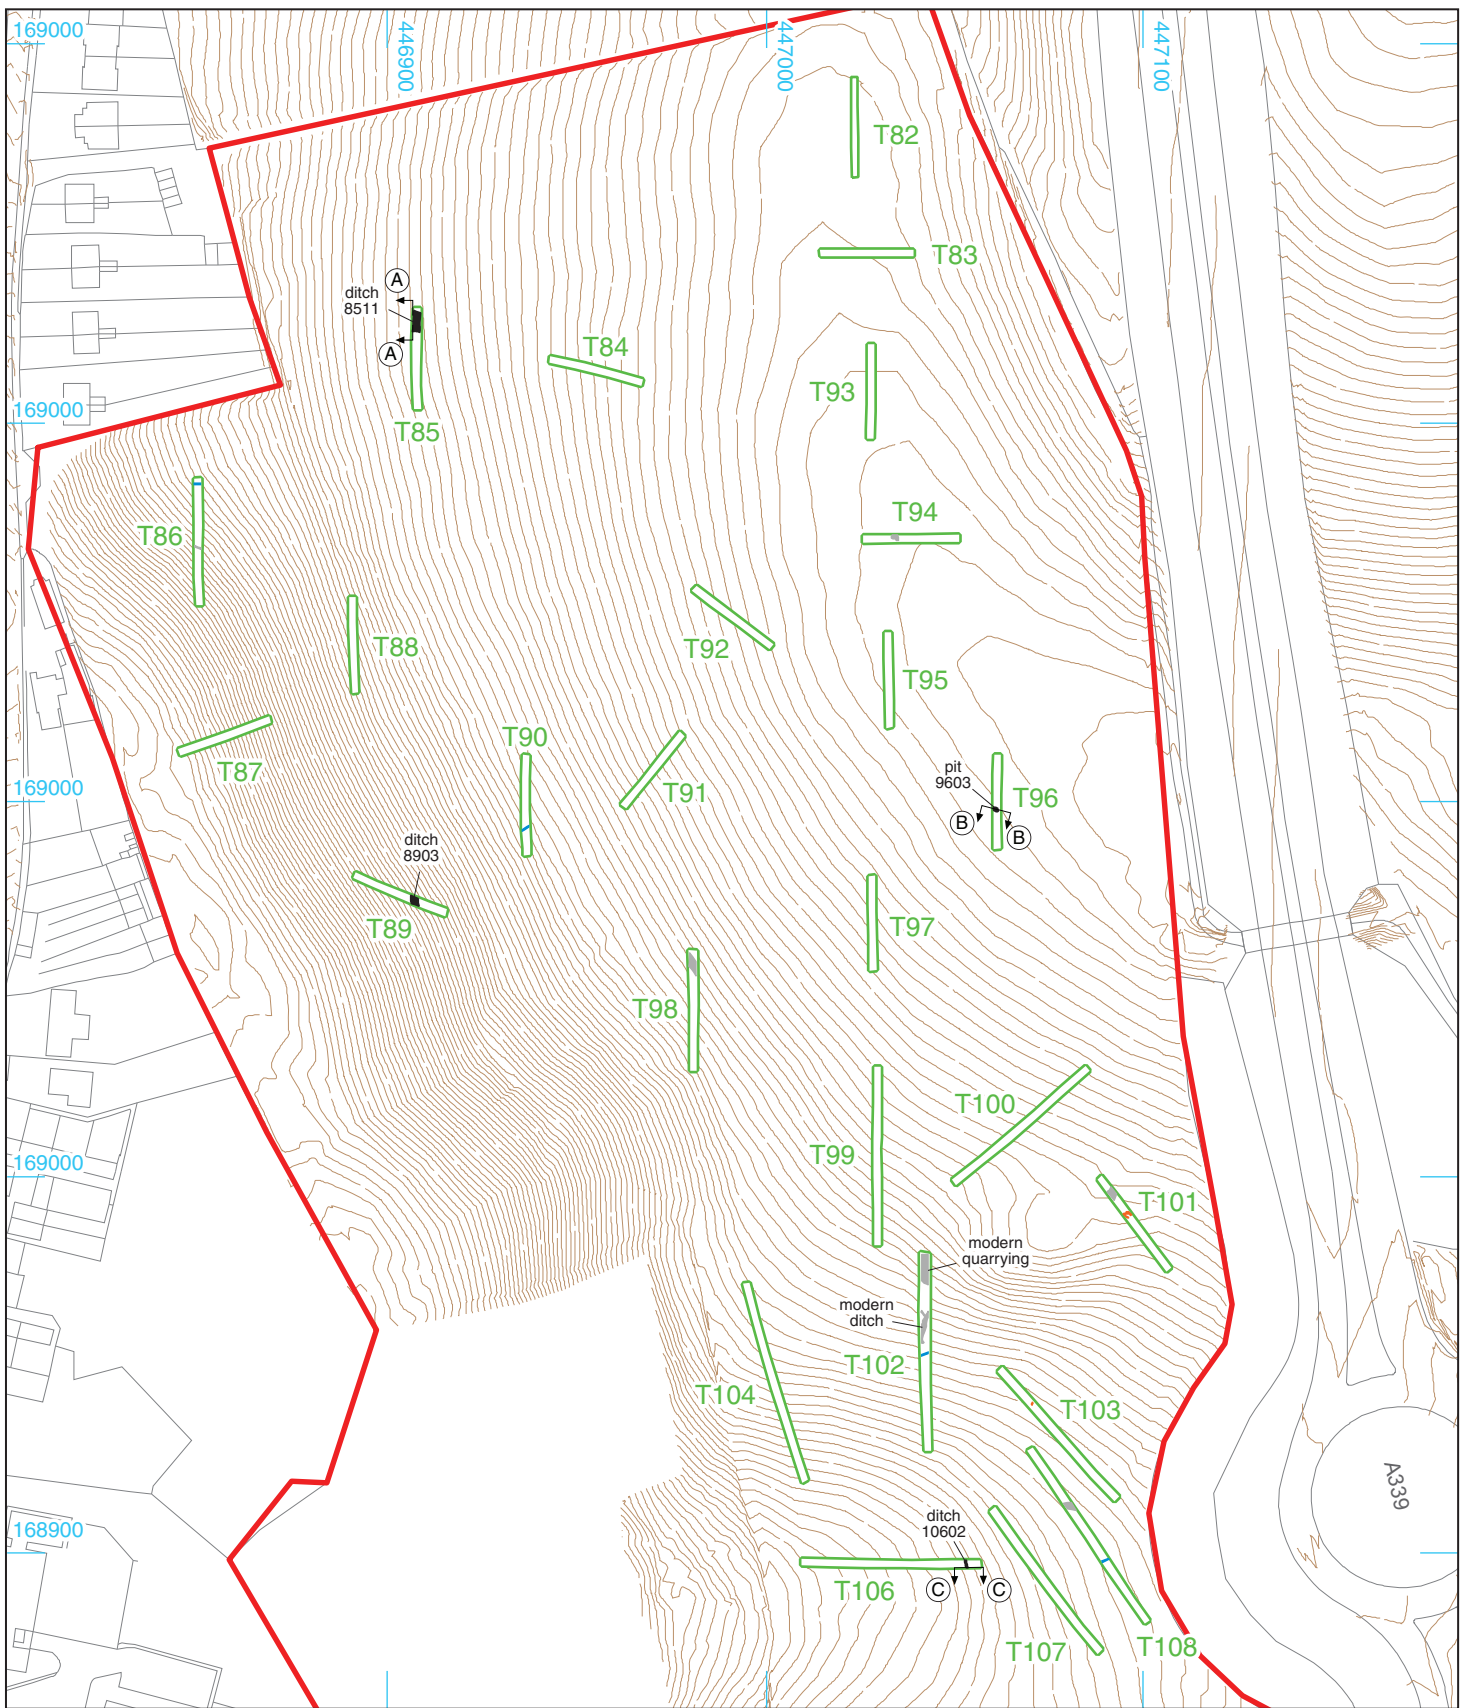 169000
446900
447000
447100
T82
T83
A
ditch
8511
A
T84
T85
T93
169000
T86
T94
T88
T92
T95
T87
T90
T91
169000
pit
9603
T96
B
B
ditch
8903
T89
T97
T98
T99
T100
169000
T101
modern
quarrying
modern
ditch
T102
T103
T104
A339
168900
ditch
10602
T106
C
C
T107
T108